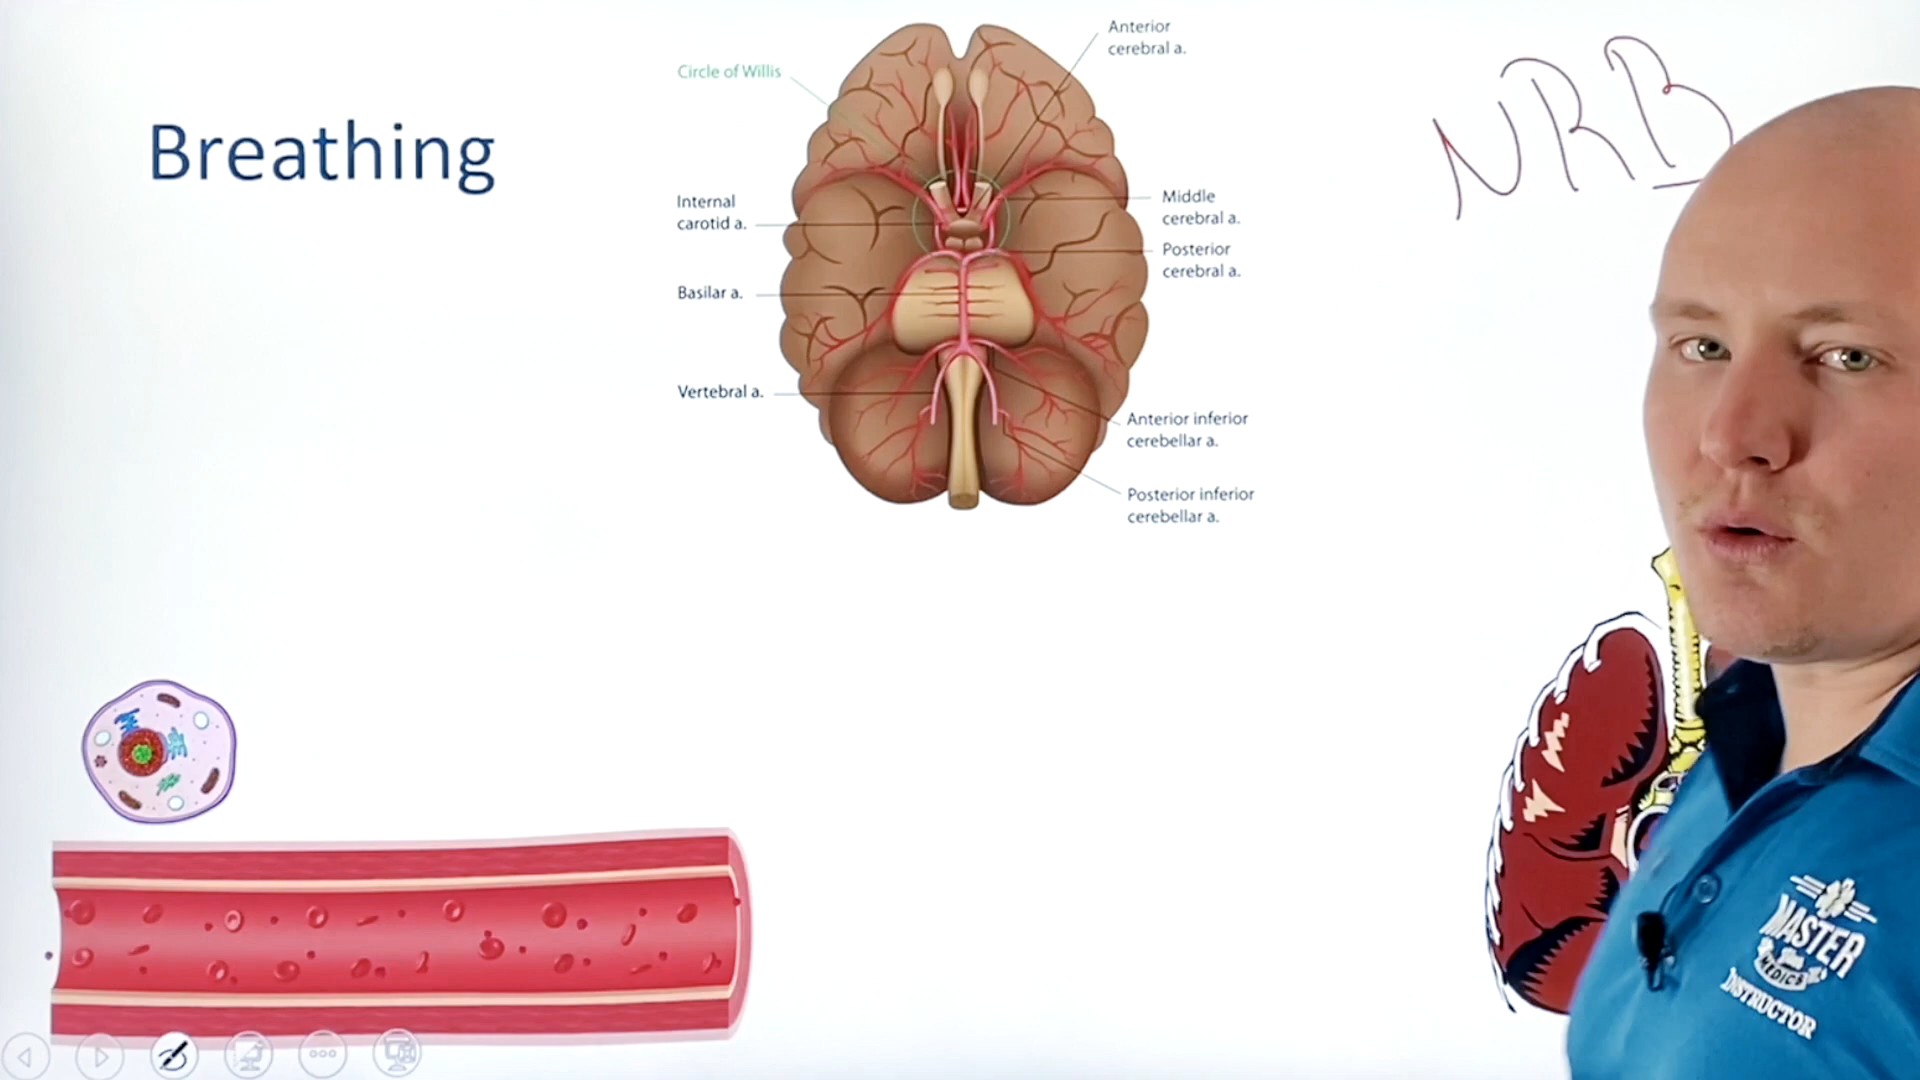 Breathing
Circle of Willis
Anterior
cerebral a.
Internal
carotid a.
Middle
cerebral a.
Posterior
cerebral a.
Basilar a.
Vertebral a.
Anterior inferior
cerebellar a.
Posterior inferior
cerebellar a.
NRB
MASTER
MEDICS
INSTRUCTOR